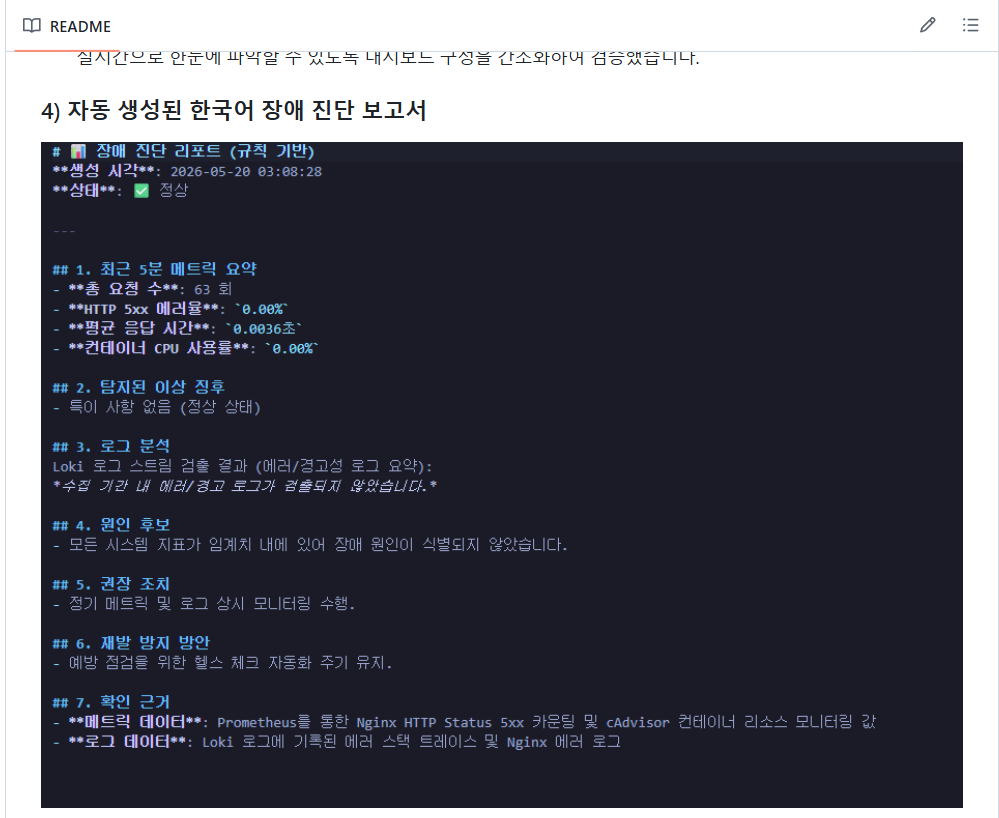 README
실시간으로 한눈에 파악할 수 있도록 대시보드 구성을 간소화하여 검증했습니다.
4) 자동 생성된 한국어 장애 진단 보고서
# 📊 장애 진단 리포트 (규칙 기반)
**생성 시각**: 2026-05-20 03:08:28
**상태**: ✅ 정상
---
## 1. 최근 5분 메트릭 요약
- **총 요청 수**: 63 회
- **HTTP 5xx 에러율**: `0.00%`
- **평균 응답 시간**: `0.0036초`
- **컨테이너 CPU 사용률**: `0.00%`
## 2. 탐지된 이상 징후
- 특이 사항 없음 (정상 상태)
## 3. 로그 분석
Loki 로그 스트림 검출 결과 (에러/경고성 로그 요약):
*수집 기간 내 에러/경고 로그가 검출되지 않았습니다.*
## 4. 원인 후보
- 모든 시스템 지표가 임계치 내에 있어 장애 원인이 식별되지 않았습니다.
## 5. 권장 조치
- 정기 메트릭 및 로그 상시 모니터링 수행.
## 6. 재발 방지 방안
- 예방 점검을 위한 헬스 체크 자동화 주기 유지.
## 7. 확인 근거
- **메트릭 데이터**: Prometheus를 통한 Nginx HTTP Status 5xx 카운팅 및 cAdvisor 컨테이너 리소스 모니터링 값
- **로그 데이터**: Loki 로그에 기록된 에러 스택 트레이스 및 Nginx 에러 로그